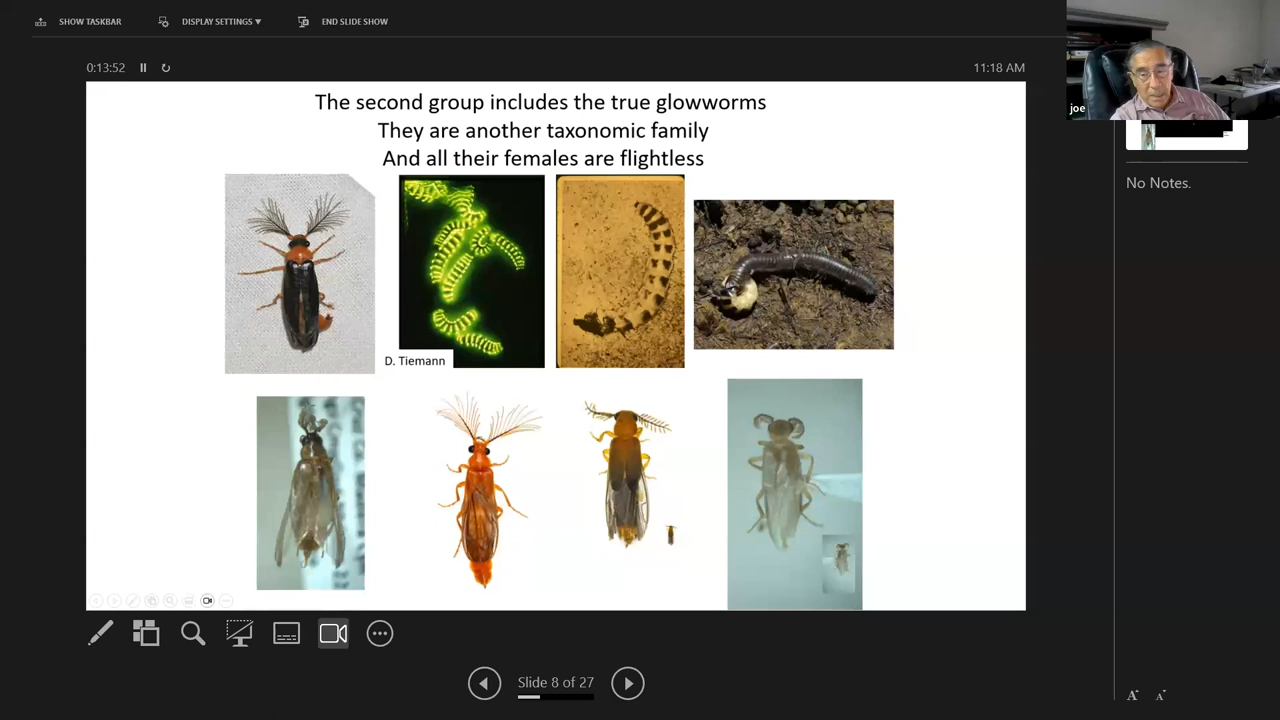 SHOW TASKBAR
DISPLAY SETTINGS ▼
END SLIDE SHOW
0:13:52
11:18 AM
joe
The second group includes the true glowworms
They are another taxonomic family
And all their females are flightless
No Notes.
D. Tiemann
Slide 8 of 27
A
A